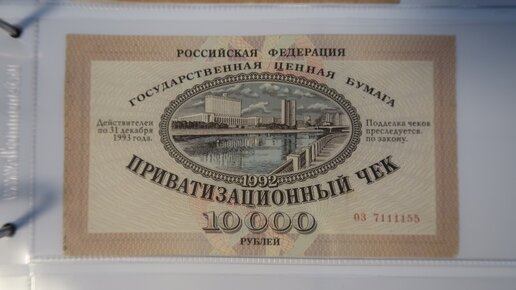 РОССИЙСКАЯ ФЕДЕРАЦИЯ
ГОСУДАРСТВЕННАЯ ЦЕННАЯ БУМАГА
Действителен
по 31 декабря
1993 года.
Подделка чеков
преследуется
по закону.
1992
ПРИВАТИЗАЦИОННЫЙ ЧЕК
10000
РУБЛЕЙ
03 7111155